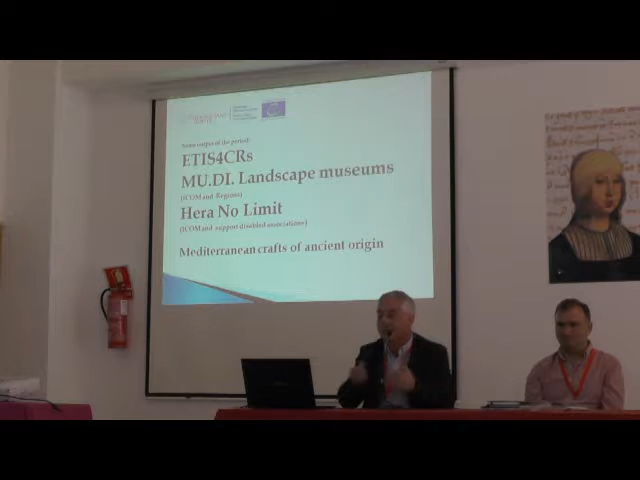 Some output of the period:
ETIS4CRs
MU.DI. Landscape museums
(ICOM and Regions)
Hera No Limit
(ICOM and support disabled associations)
Mediterranean crafts of ancient origin